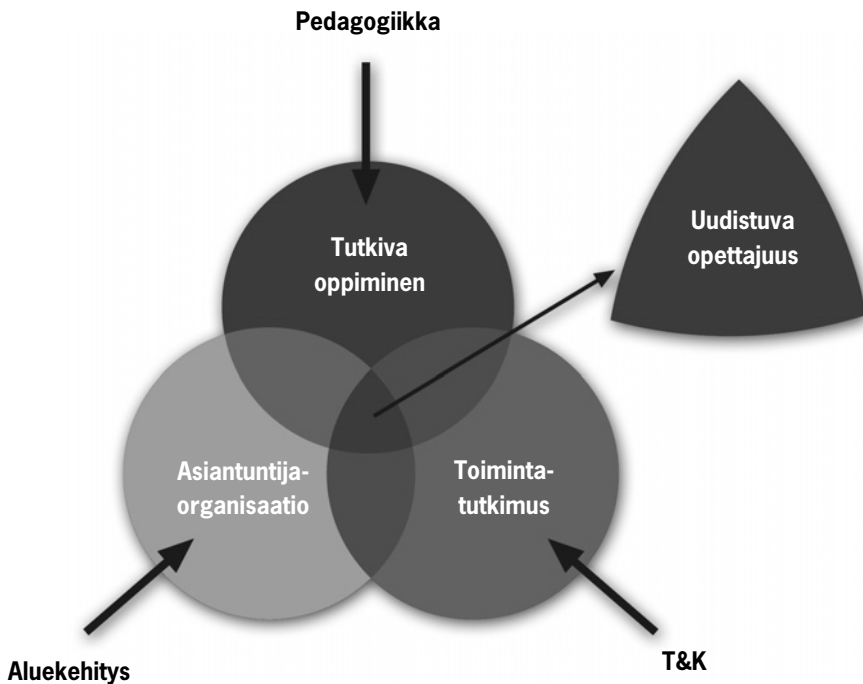 Pedagogiikka
Uudistuva
opettajuus
Tutkiva
oppiminen
Asiantuntija-
organisaatio
Toiminta-
tutkimus
Aluekehitys
T&K